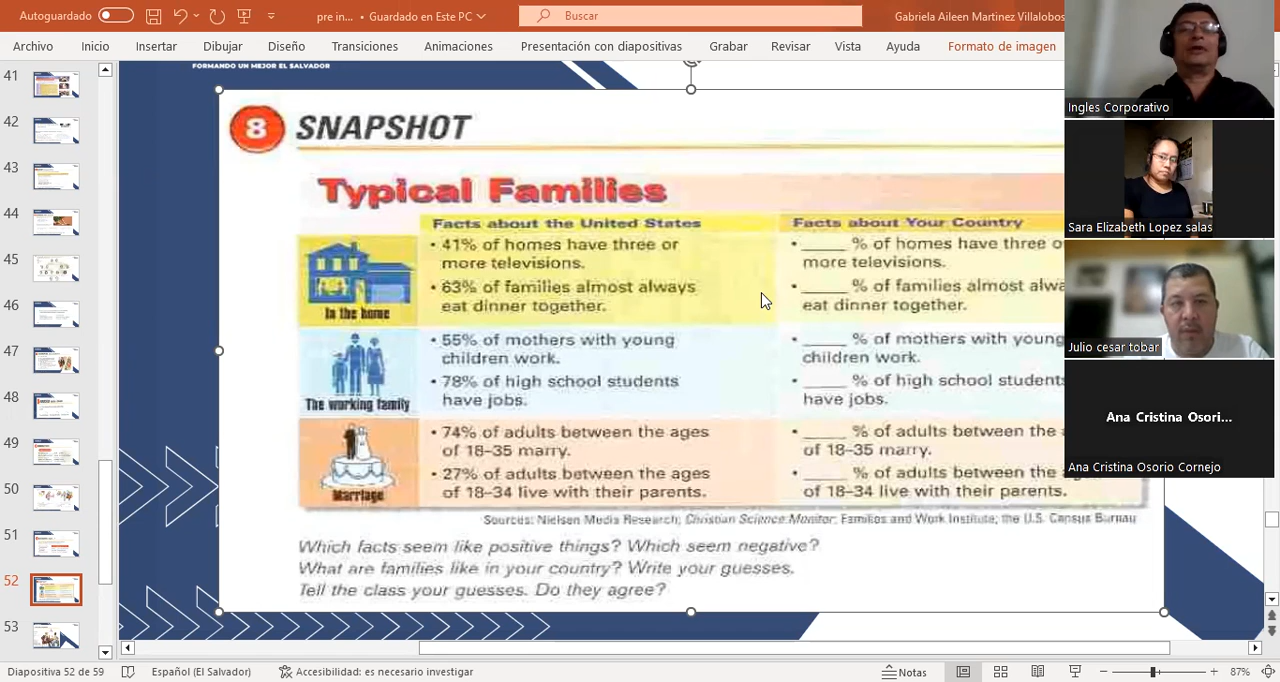 Autoguardado
pre in... • Guardado en Este PC
Buscar
Gabriela Aileen Martinez Villalobos
Archivo Inicio Insertar Dibujar Diseño Transiciones Animaciones Presentación con diapositivas Grabar Revisar Vista Ayuda Formato de imagen
41
42
43
44
45
46
47
48
49
50
51
52
53
FORMANDO UN MEJOR EL SALVADOR
8 SNAPSHOT
Typical Families
Facts about the United States
Facts about Your Country
In the home
• 41% of homes have three or
more televisions.
• 63% of families almost always
eat dinner together.
• ____ % of homes have three o
more televisions.
• ____ % of families almost alwa
eat dinner together.
The working family
• 55% of mothers with young
children work.
• 78% of high school students
have jobs.
• ____ % of mothers with young
children work.
• ____ % of high school students
have jobs.
Marriage
• 74% of adults between the ages
of 18–35 marry.
• 27% of adults between the ages
of 18–34 live with their parents.
• ____ % of adults between the
of 18–35 marry.
• ____ % of adults between the
of 18–34 live with their parents.
Sources: Nielsen Media Research; Christian Science Monitor; Families and Work Institute; the U.S. Census Bureau
Which facts seem like positive things? Which seem negative?
What are families like in your country? Write your guesses.
Tell the class your guesses. Do they agree?
Ingles Corporativo
Sara Elizabeth Lopez salas
Julio cesar tobar
Ana Cristina Osori...
Ana Cristina Osorio Cornejo
Diapositiva 52 de 59
Español (El Salvador)
Accesibilidad: es necesario investigar
Notas
87%